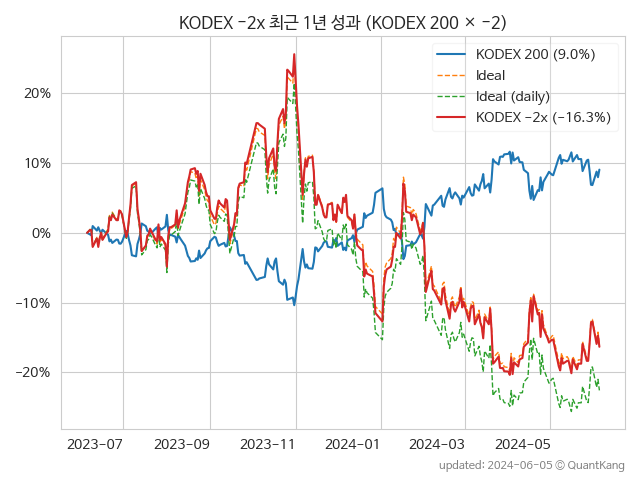 KODEX −2x 최근 1년 성과 (KODEX 200 × −2)
KODEX 200 (9.0%)
Ideal
Ideal (daily)
KODEX −2x (−16.3%)
20%
10%
0%
−10%
−20%
2023-07
2023-09
2023-11
2024-01
2024-03
2024-05
updated: 2024-06-05 ⓒ QuantKang